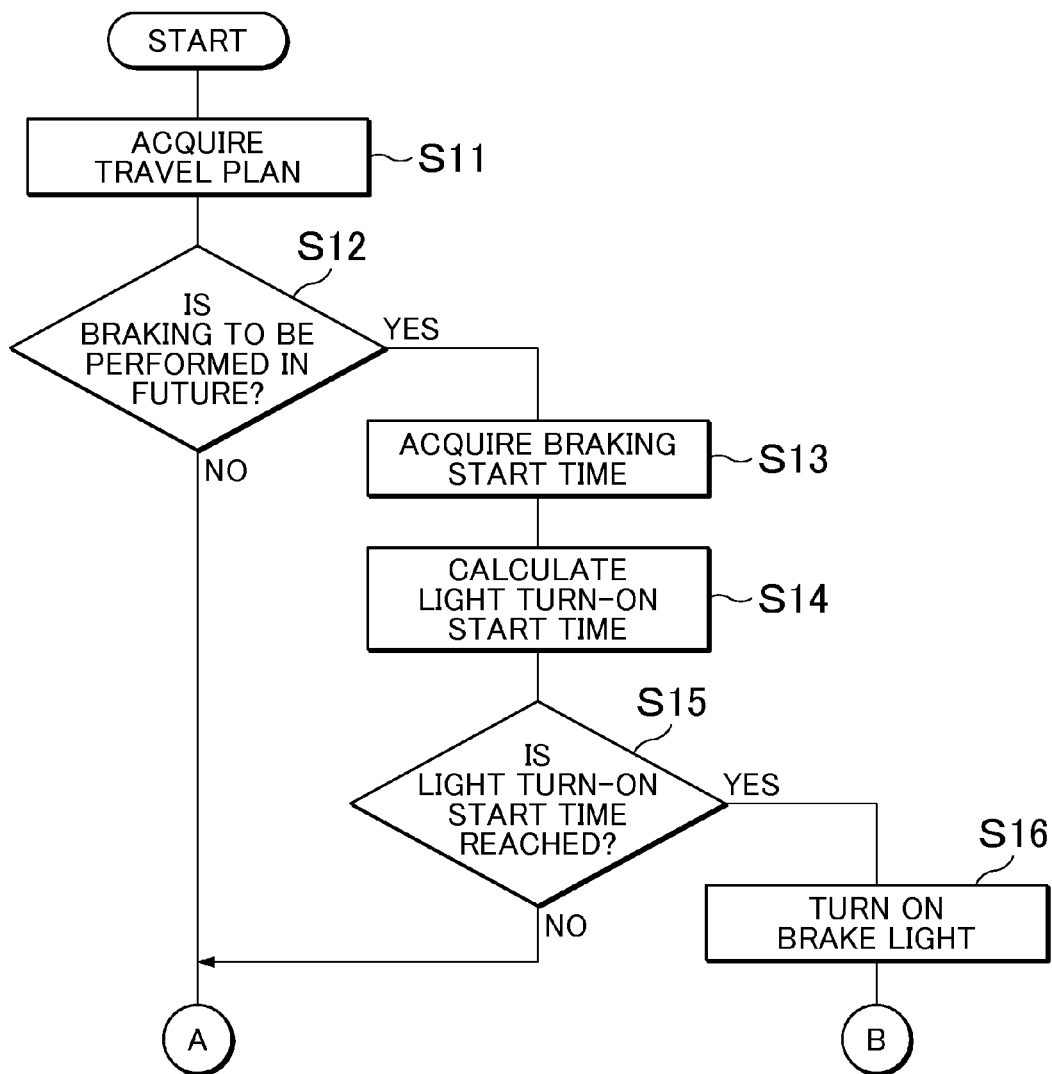 START
ACQUIRE
TRAVEL PLAN
S11
S12
IS
BRAKING TO BE
PERFORMED IN
FUTURE?
YES
NO
ACQUIRE BRAKING
START TIME
S13
CALCULATE
LIGHT TURN-ON
START TIME
S14
S15
IS
LIGHT TURN-ON
START TIME
REACHED?
YES
NO
S16
TURN ON
BRAKE LIGHT
A
B